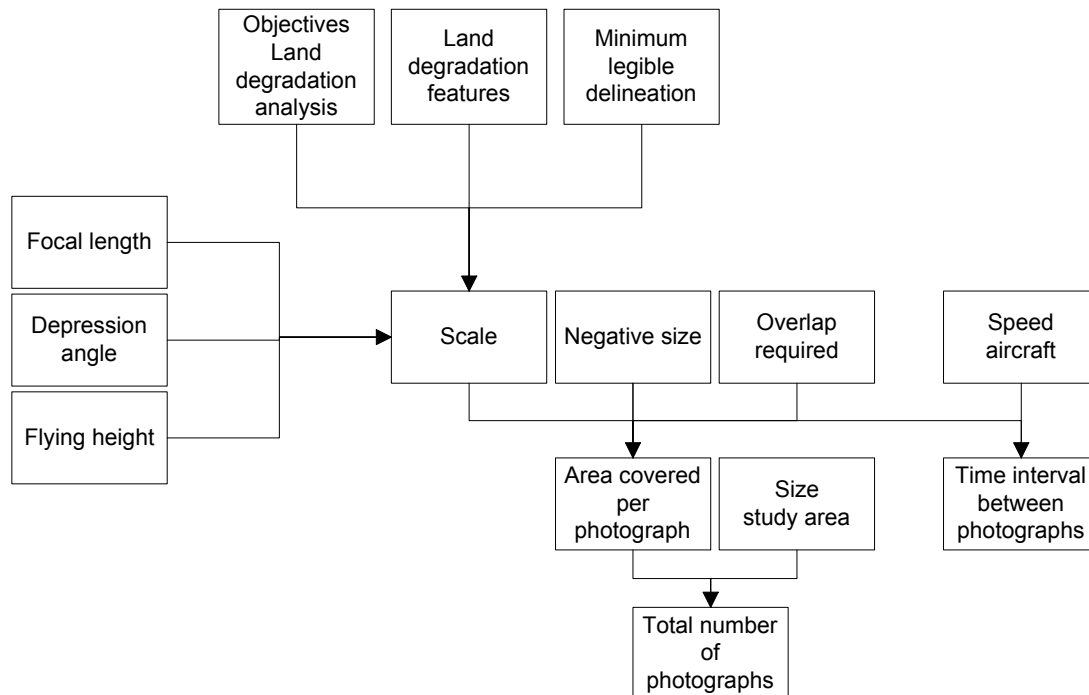 Objectives
Land
degradation
analysis
Land
degradation
features
Minimum
legible
delineation
Focal length
Depression
angle
Flying height
Scale
Negative size
Overlap
required
Speed
aircraft
Area covered
per
photograph
Size
study area
Time interval
between
photographs
Total number
of
photographs